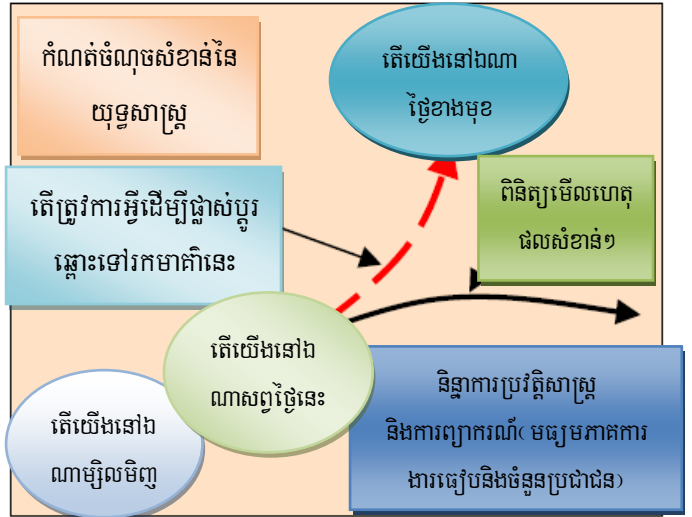 កំណត់ចំណុចសំខាន់នៃ
យុទ្ធសាស្ត្រ
តើយើងនៅឯណា
ថ្ងៃខាងមុខ
តើត្រូវការអ្វីដើម្បីផ្លាស់ប្តូរ
ឆ្ពោះទៅរកមាគ៌ានេះ
ពិនិត្យមើលហេតុ
ផលសំខាន់ៗ
តើយើងនៅឯ
ណាសព្វថ្ងៃនេះ
តើយើងនៅឯ
ណាម្សិលមិញ
និន្នាការប្រវត្តិសាស្ត្រ
និងការព្យាករណ៍( មធ្យមភាគការ
ងារធៀបនិងចំនួនប្រជាជន)